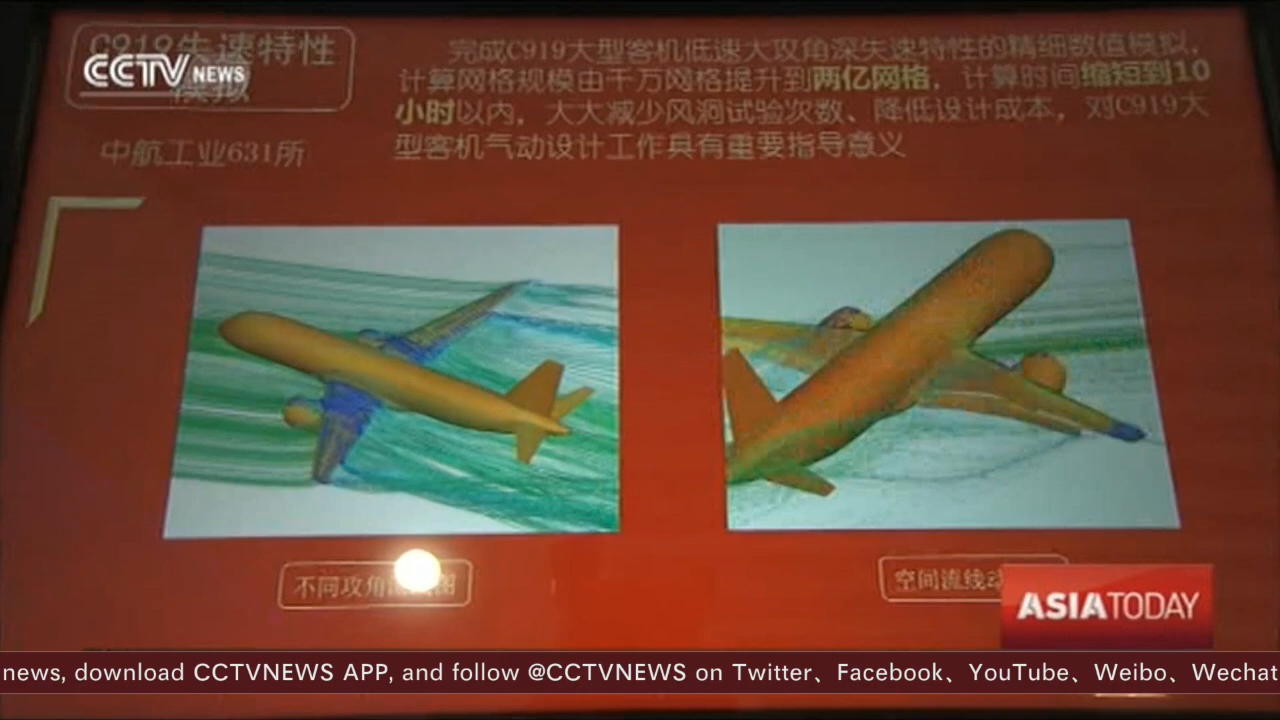 C919失速特性
模拟
CCTV NEWS
中航工业631所
完成C919大型客机低速大攻角深失速特性的精细数值模拟,
计算网格规模由千万网格提升到两亿网格, 计算时间缩短到10
小时以内, 大大减少风洞试验次数、降低设计成本, 对C919大
型客机气动设计工作具有重要指导意义
不同攻角
空间流线
ASIA TODAY
news, download CCTVNEWS APP, and follow @CCTVNEWS on Twitter、Facebook、YouTube、Weibo、Wechat